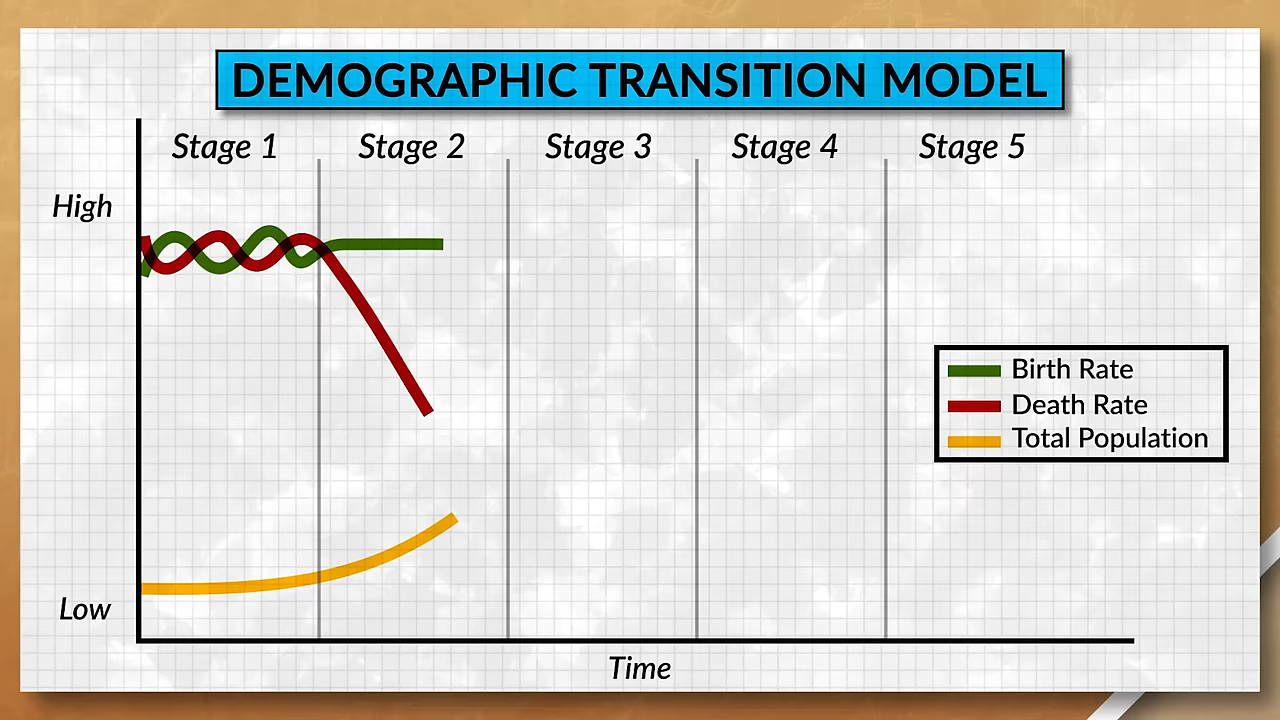 DEMOGRAPHIC TRANSITION MODEL
Stage 1 Stage 2 Stage 3 Stage 4 Stage 5
High
Birth Rate
Death Rate
Total Population
Low
Time